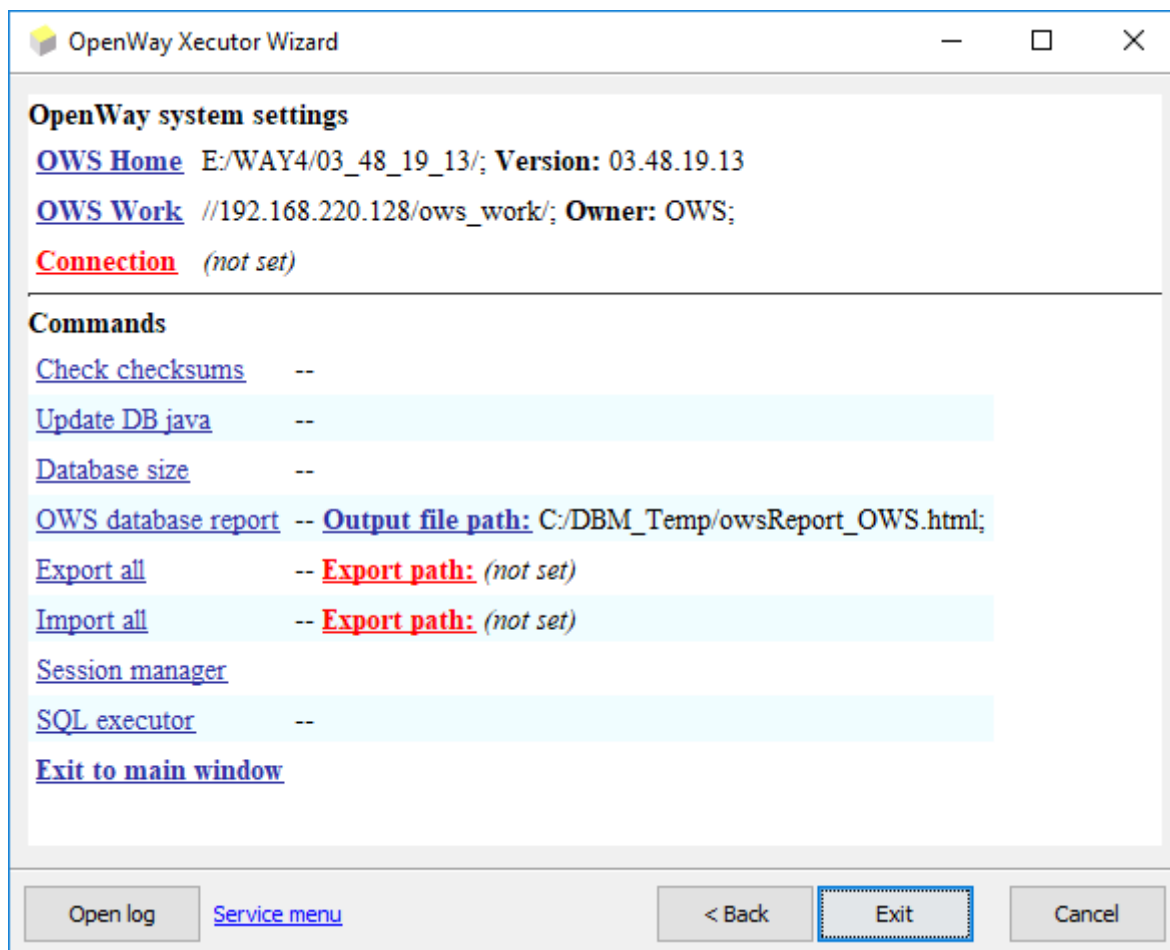 OpenWay Xecutor Wizard
OpenWay system settings
OWS Home E:/WAY4/03_48_19_13/; Version: 03.48.19.13
OWS Work //192.168.220.128/ows_work/; Owner: OWS;
Connection (not set)
Commands
Check checksums --
Update DB java --
Database size --
OWS database report -- Output file path: C:/DBM_Temp/owsReport_OWS.html;
Export all -- Export path: (not set)
Import all -- Export path: (not set)
Session manager
SQL executor --
Exit to main window
Open log Service menu < Back Exit Cancel